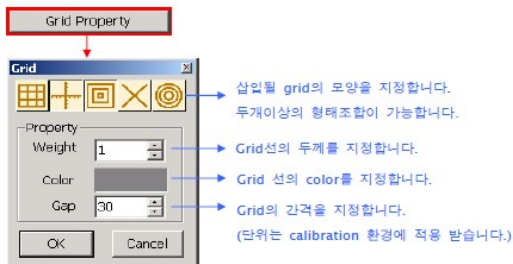 Grid Property
Grid
삽입될 grid의 모양을 지정합니다.
두개이상의 형태조합이 가능합니다.
Property
Weight 1
Grid선의 두께를 지정합니다.
Color
Grid 선의 color를 지정합니다.
Gap 30
Grid의 간격을 지정합니다.
(단위는 calibration 환경에 적용 받습니다.)
OK Cancel